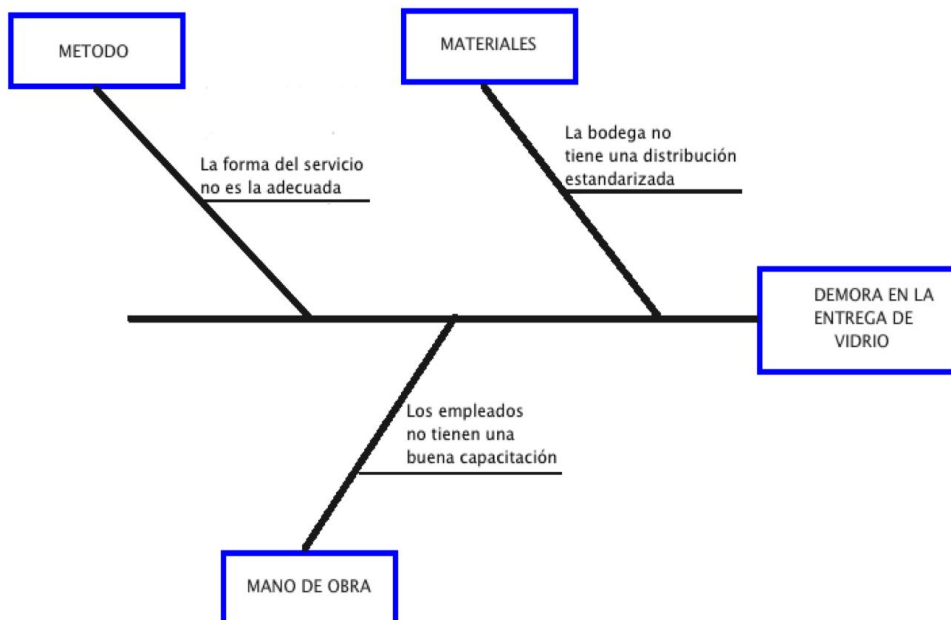 METODO
MATERIALES
La forma del servicio
no es la adecuada
La bodega no
tiene una distribución
estandarizada
DEMORA EN LA
ENTREGA DE
VIDRIO
Los empleados
no tienen una
buena capacitación
MANO DE OBRA